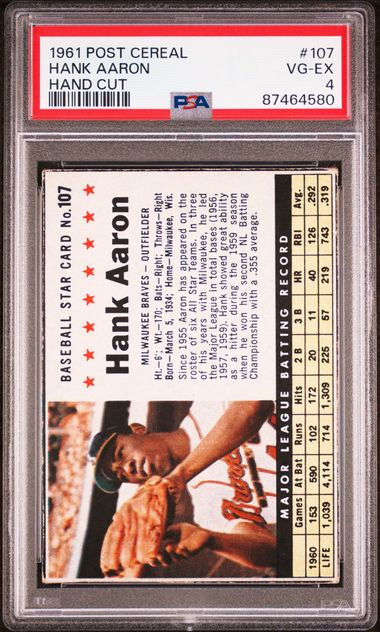 1961 POST CEREAL #107
HANK AARON VG-EX
HAND CUT 4
PSA 87464580
BASEBALL STAR CARD No. 107
Hank Aaron
MILWAUKEE BRAVES – OUTFIELDER
Ht.–6'; Wt.–170; Bats–Right; Throws–Right
Born–March 5, 1934; Home–Milwaukee, Wis.
Since 1955 Aaron has appeared on the
roster of six All Star Teams. In three
of his years with Milwaukee, he led
the Major League in total bases (1956,
1957, 1959). Hank showed great ability
as a hitter during the 1959 season
when he won his second NL Batting
Championship with a .355 average.
Braves
MAJOR LEAGUE BATTING RECORD
Games At Bat Runs Hits 2 B 3 B HR RBI Avg.
1960 153 590 102 172 20 11 40 126 .292
LIFE 1,039 4,114 714 1,309 225 57 219 743 .319